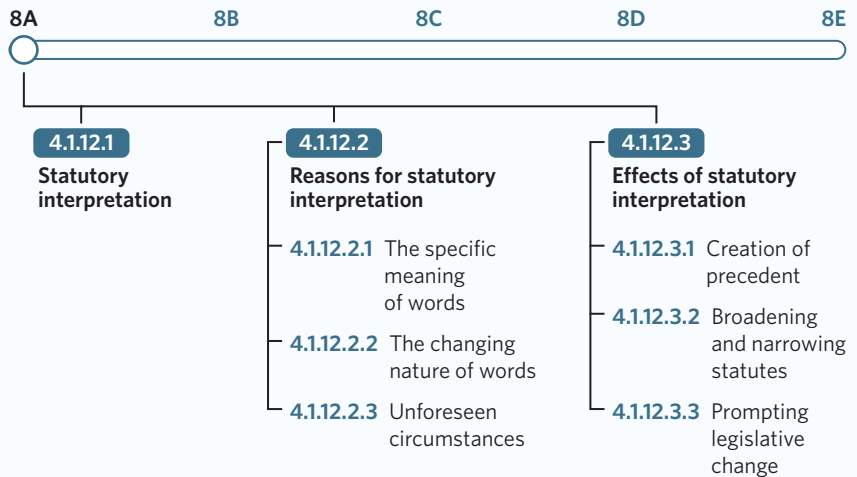 8A 8B 8C 8D 8E
4.1.12.1
Statutory
interpretation
4.1.12.2
Reasons for statutory
interpretation
4.1.12.2.1 The specific
meaning
of words
4.1.12.2.2 The changing
nature of words
4.1.12.2.3 Unforeseen
circumstances
4.1.12.3
Effects of statutory
interpretation
4.1.12.3.1 Creation of
precedent
4.1.12.3.2 Broadening
and narrowing
statutes
4.1.12.3.3 Prompting
legislative
change